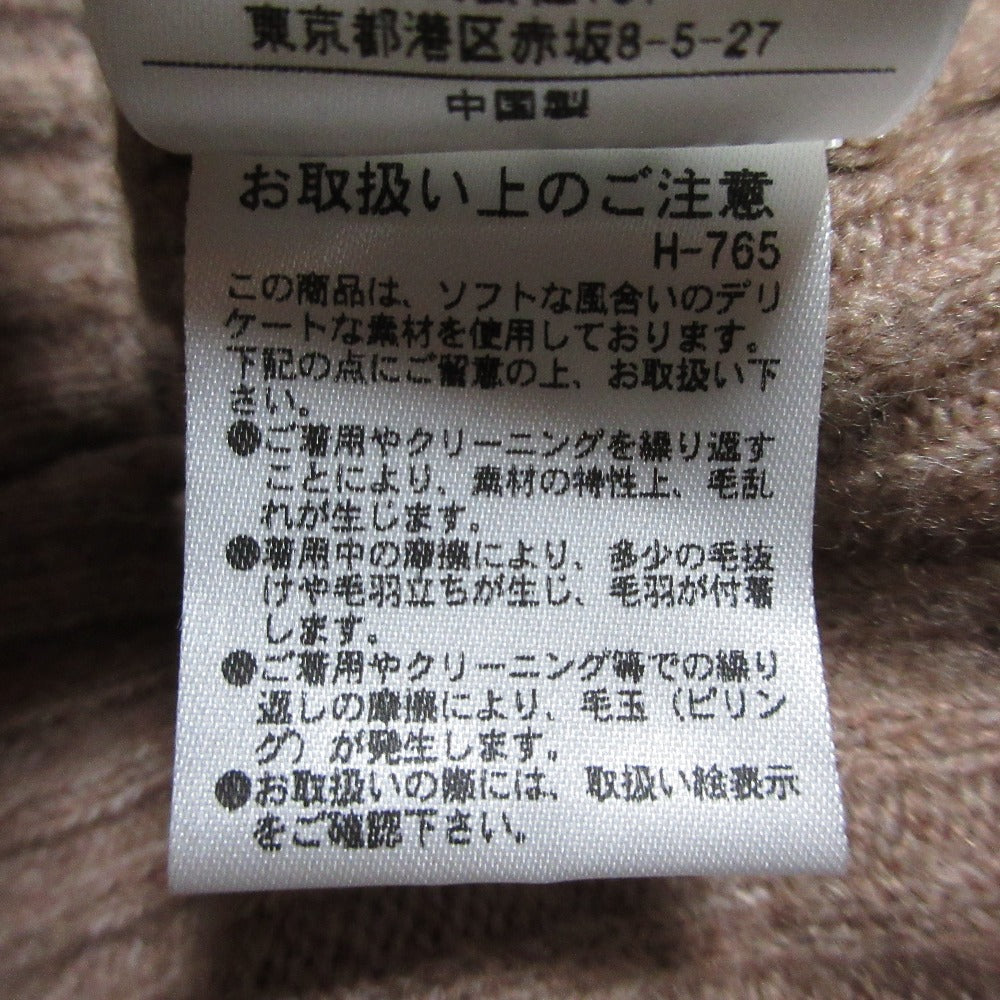 東京都港区赤坂8-5-27
中国製
お取扱い上のご注意
H-765
この商品は、ソフトな風合いのデリ
ケートな素材を使用しております。
下記の点にご留意の上、お取扱い下
さい。
●ご着用やクリーニングを繰り返す
ことにより、素材の特性上、毛乱
れが生じます。
●着用中の摩擦により、多少の毛抜
けや毛羽立ちが生じ、毛羽が付着
します。
●ご着用やクリーニング等での繰り
返しの摩擦により、毛玉（ピリン
グ）が発生します。
●お取扱いの際には、取扱い絵表示
をご確認下さい。